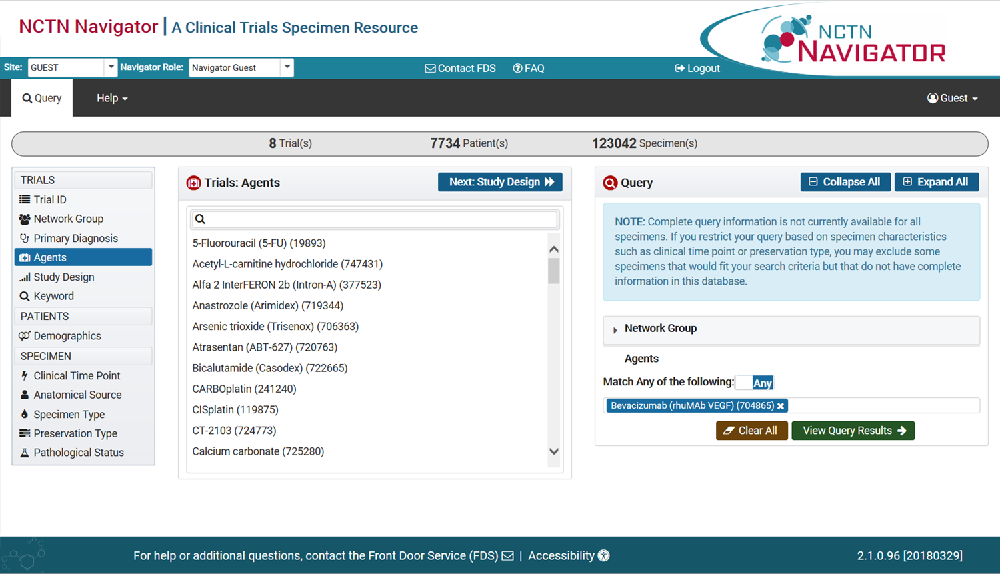 NCTN Navigator | A Clinical Trials Specimen Resource
NCTN
NAVIGATOR
Site: GUEST Navigator Role: Navigator Guest Contact FDS FAQ Logout
Query Help Guest
8 Trial(s) 7734 Patient(s) 123042 Specimen(s)
TRIALS
Trial ID
Network Group
Primary Diagnosis
Agents
Study Design
Keyword
PATIENTS
Demographics
SPECIMEN
Clinical Time Point
Anatomical Source
Specimen Type
Preservation Type
Pathological Status
Trials: Agents Next: Study Design
5-Fluorouracil (5-FU) (19893)
Acetyl-L-carnitine hydrochloride (747431)
Alfa 2 InterFERON 2b (Intron-A) (377523)
Anastrozole (Arimidex) (719344)
Arsenic trioxide (Trisenox) (706363)
Atrasentan (ABT-627) (720763)
Bicalutamide (Casodex) (722665)
CARBOplatin (241240)
CISplatin (119875)
CT-2103 (724773)
Calcium carbonate (725280)
Query Collapse All Expand All
NOTE: Complete query information is not currently available for all
specimens. If you restrict your query based on specimen characteristics
such as clinical time point or preservation type, you may exclude some
specimens that would fit your search criteria but that do not have complete
information in this database.
Network Group
Agents
Match Any of the following: Any
Bevacizumab (rhuMAb VEGF) (704865)
Clear All View Query Results
For help or additional questions, contact the Front Door Service (FDS) | Accessibility 2.1.0.96 [20180329]